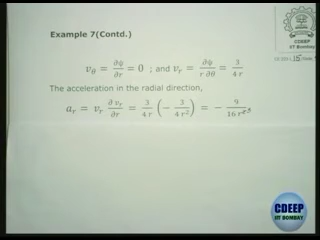 Example 7(Contd.)
CDEEP
IIT Bombay
v_θ = ∂ψ/∂r = 0 ; and v_r = ∂ψ/(r ∂θ) = 3/(4 r)
The acceleration in the radial direction,
a_r = v_r ∂v_r/∂r = 3/(4 r) (− 3/(4 r²)) = − 9/(16 r³)
CDEEP
IIT BOMBAY